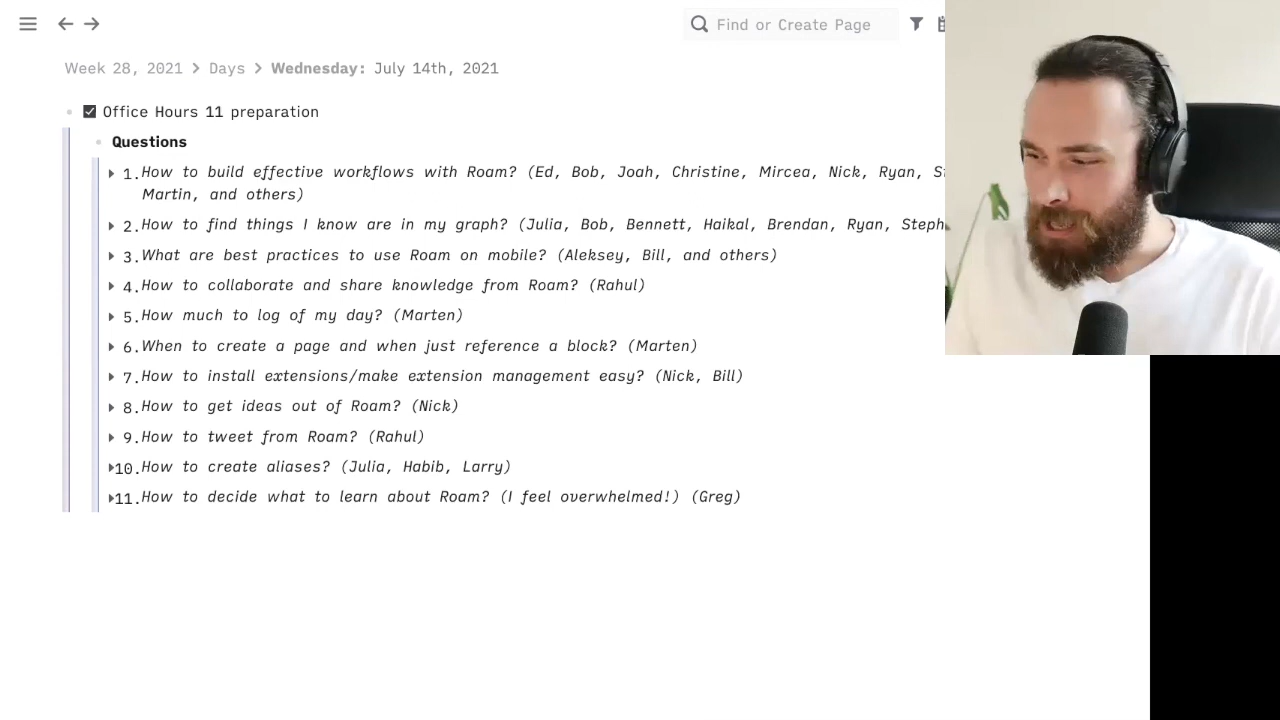 Find or Create Page
Week 28, 2021 > Days > Wednesday: July 14th, 2021
Office Hours 11 preparation
Questions
1. How to build effective workflows with Roam? (Ed, Bob, Joah, Christine, Mircea, Nick, Ryan,
Martin, and others)
2. How to find things I know are in my graph? (Julia, Bob, Bennett, Haikal, Brendan, Ryan,
3. What are best practices to use Roam on mobile? (Aleksey, Bill, and others)
4. How to collaborate and share knowledge from Roam? (Rahul)
5. How much to log of my day? (Marten)
6. When to create a page and when just reference a block? (Marten)
7. How to install extensions/make extension management easy? (Nick, Bill)
8. How to get ideas out of Roam? (Nick)
9. How to tweet from Roam? (Rahul)
10. How to create aliases? (Julia, Habib, Larry)
11. How to decide what to learn about Roam? (I feel overwhelmed!) (Greg)